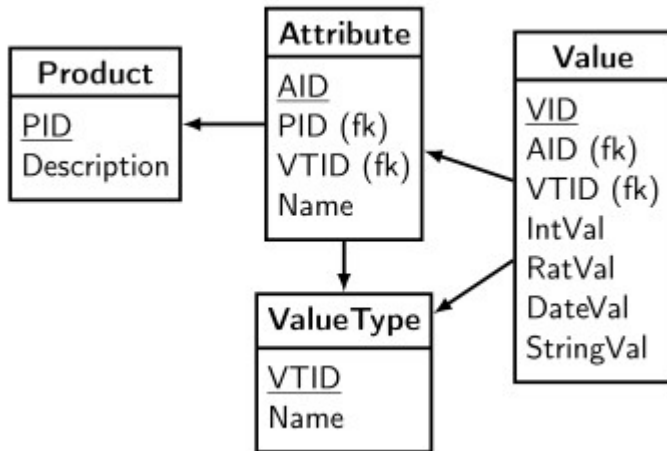 Product
PID
Description
Attribute
AID
PID (fk)
VTID (fk)
Name
Value
VID
AID (fk)
VTID (fk)
IntVal
RatVal
DateVal
StringVal
ValueType
VTID
Name